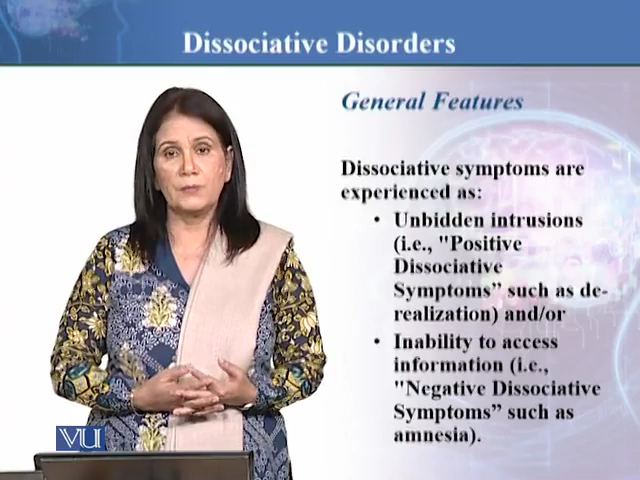 Dissociative Disorders
General Features
Dissociative symptoms are
experienced as:
• Unbidden intrusions
(i.e., "Positive
Dissociative
Symptoms” such as de-
realization) and/or
• Inability to access
information (i.e.,
"Negative Dissociative
Symptoms” such as
amnesia).
VU